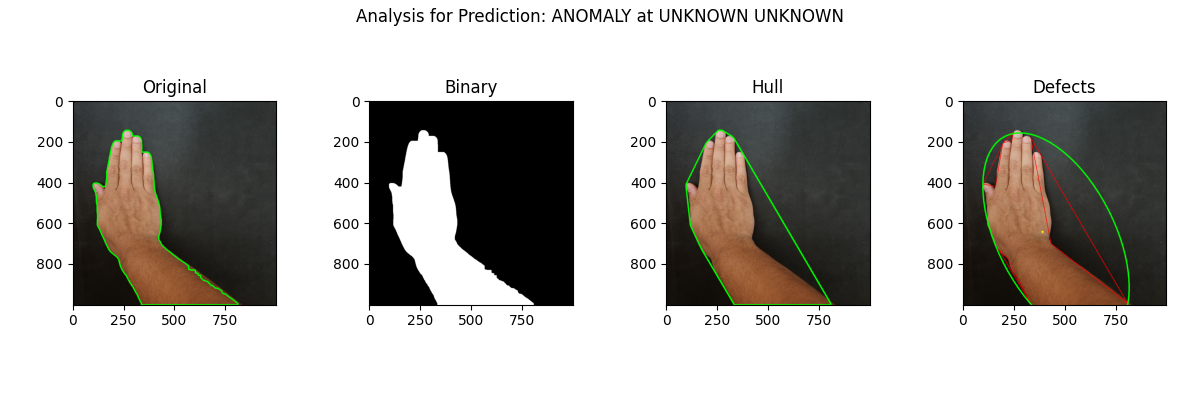 Analysis for Prediction: ANOMALY at UNKNOWN UNKNOWN
Original Binary Hull Defects
0 0 0 0
200 200 200 200
400 400 400 400
600 600 600 600
800 800 800 800
0 250 500 750 0 250 500 750 0 250 500 750 0 250 500 750